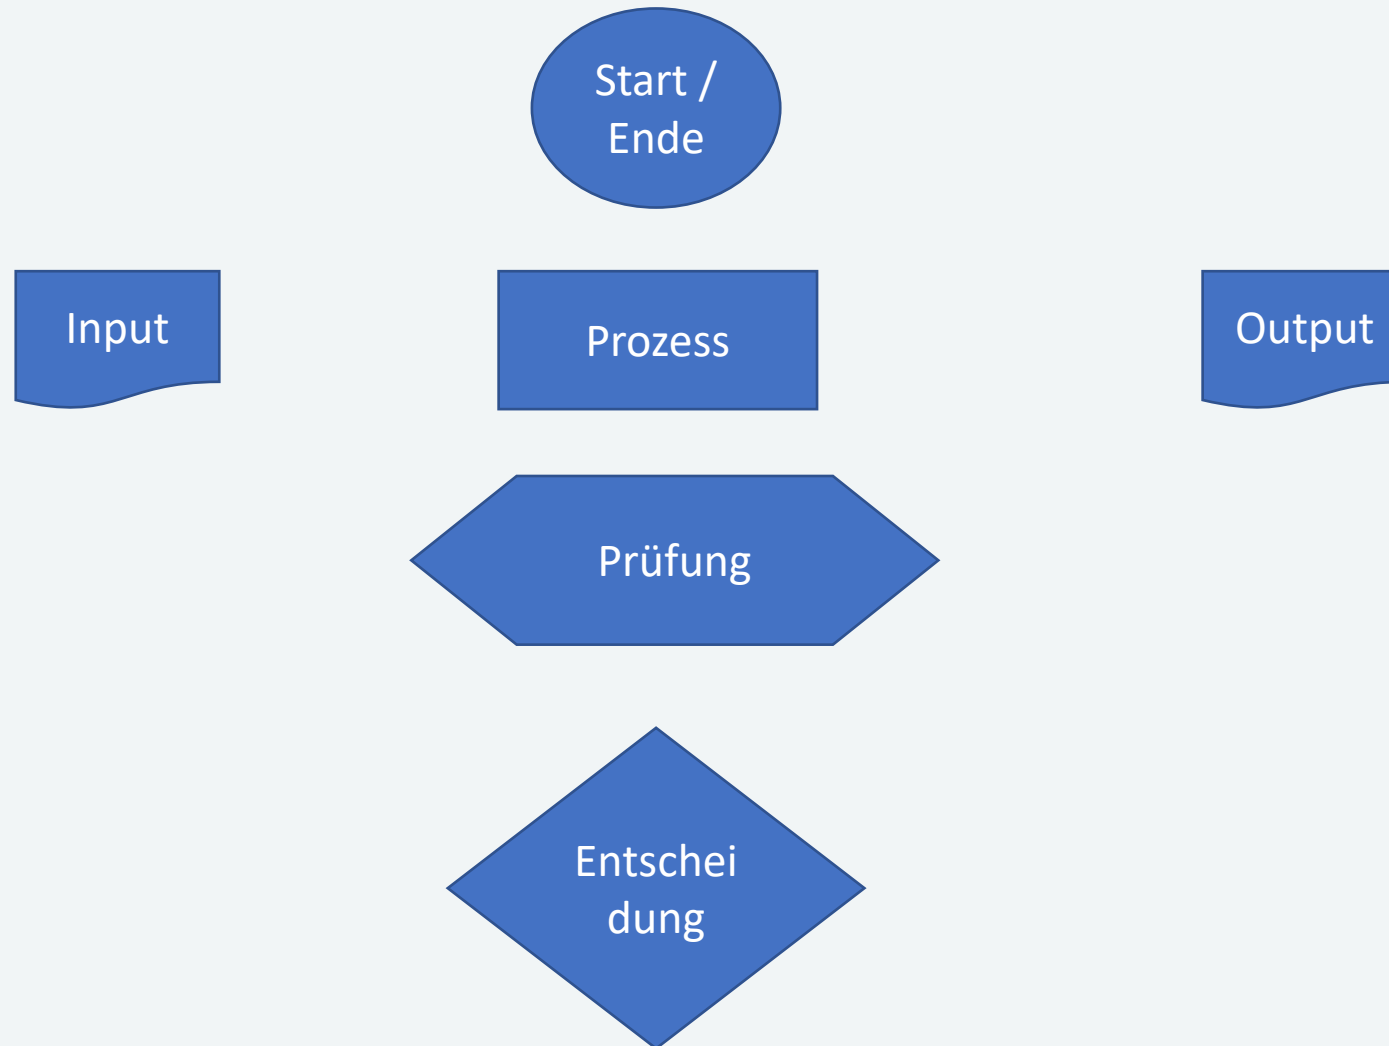 Start /
Ende
Input
Prozess
Output
Prüfung
Entschei
dung